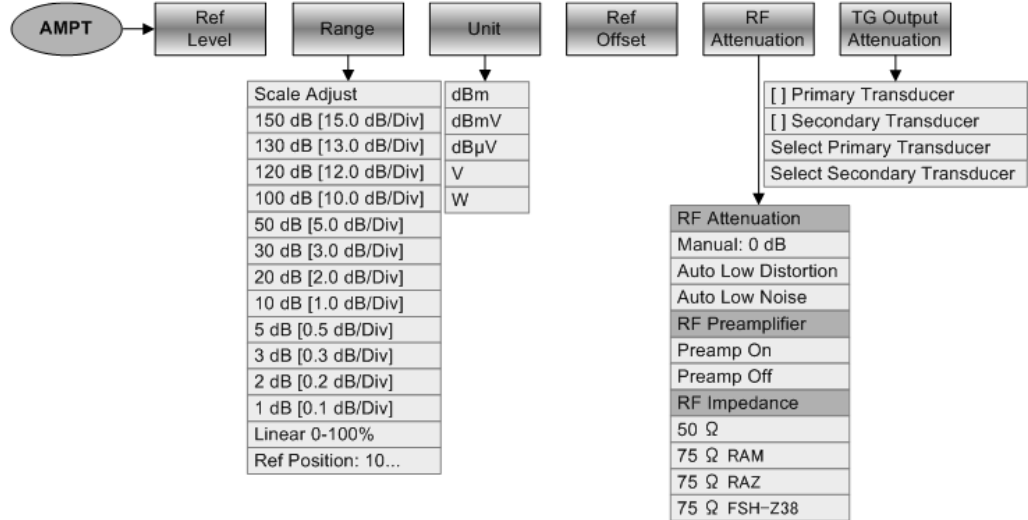 AMPT
Ref
Level
Range
Unit
Ref
Offset
RF
Attenuation
TG Output
Attenuation
Scale Adjust
150 dB [15.0 dB/Div]
130 dB [13.0 dB/Div]
120 dB [12.0 dB/Div]
100 dB [10.0 dB/Div]
50 dB [5.0 dB/Div]
30 dB [3.0 dB/Div]
20 dB [2.0 dB/Div]
10 dB [1.0 dB/Div]
5 dB [0.5 dB/Div]
3 dB [0.3 dB/Div]
2 dB [0.2 dB/Div]
1 dB [0.1 dB/Div]
Linear 0-100%
Ref Position: 10...
dBm
dBmV
dBμV
V
W
[ ] Primary Transducer
[ ] Secondary Transducer
Select Primary Transducer
Select Secondary Transducer
RF Attenuation
Manual: 0 dB
Auto Low Distortion
Auto Low Noise
RF Preamplifier
Preamp On
Preamp Off
RF Impedance
50 Ω
75 Ω RAM
75 Ω RAZ
75 Ω FSH-Z38